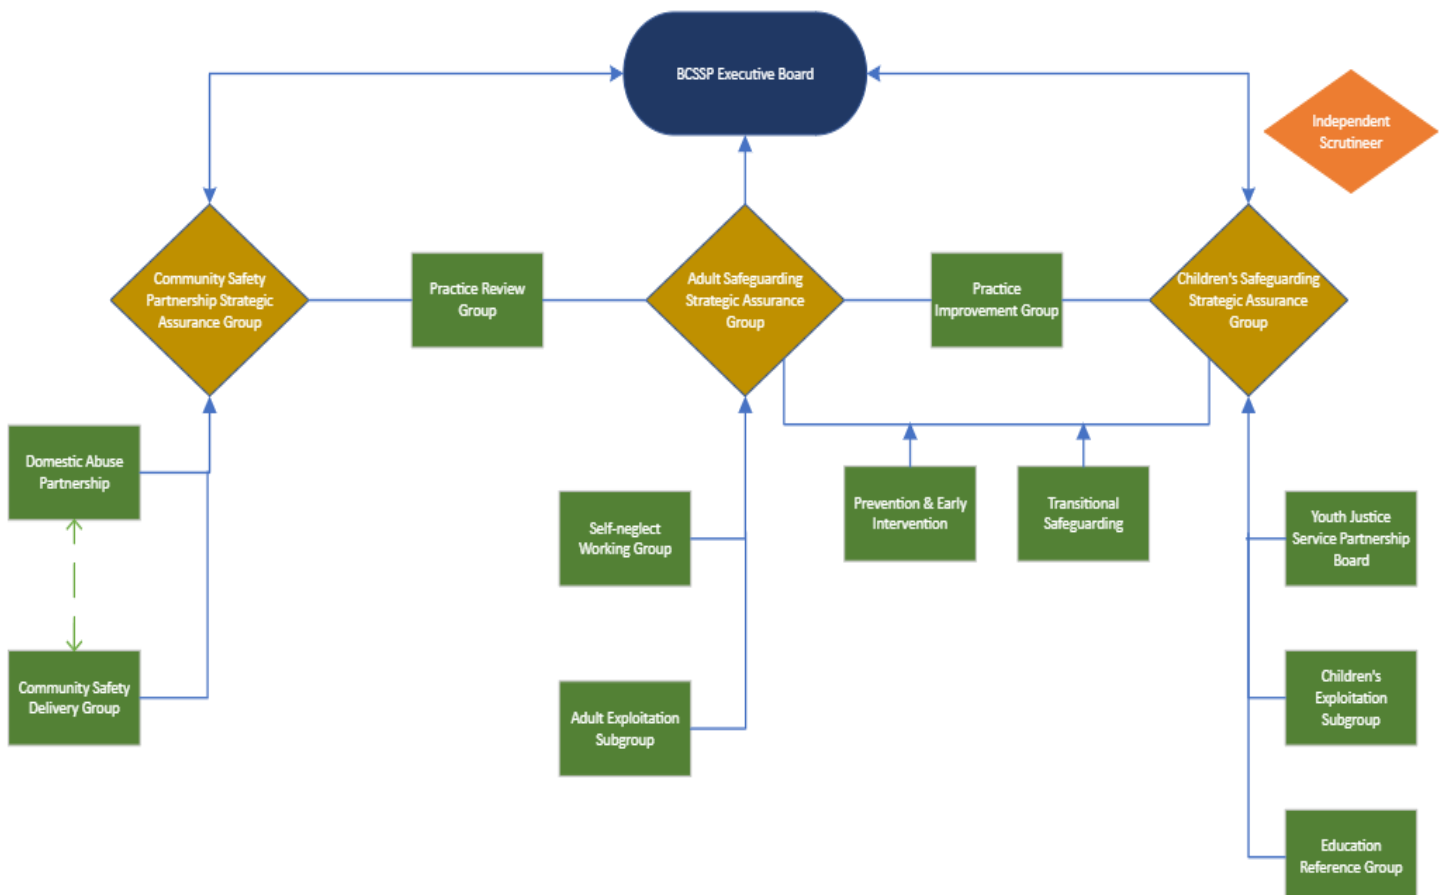 BCSSP Executive Board
Independent
Scrutineer
Community Safety
Partnership Strategic
Assurance Group
Practice Review
Group
Adult Safeguarding
Strategic Assurance
Group
Practice
Improvement Group
Children's Safeguarding
Strategic Assurance
Group
Domestic Abuse
Partnership
Self-neglect
Working Group
Prevention & Early
Intervention
Transitional
Safeguarding
Youth Justice
Service Partnership
Board
Community Safety
Delivery Group
Adult Exploitation
Subgroup
Children's
Exploitation
Subgroup
Education
Reference Group